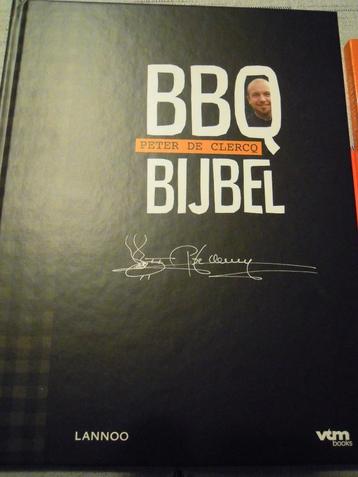 BBQ
PETER DE CLERCQ
BIJBEL
LANNOO
vtm
books